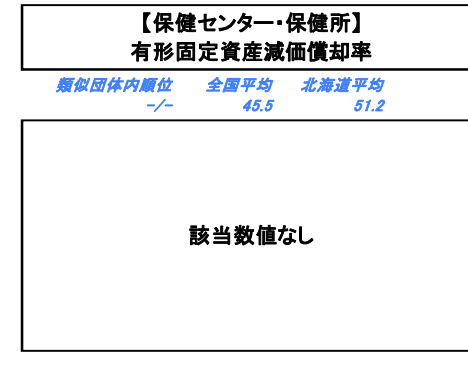 【保健センター・保健所】
有形固定資産減価償却率
類似団体内順位 全国平均 北海道平均
-/- 45.5 51.2
該当数値なし